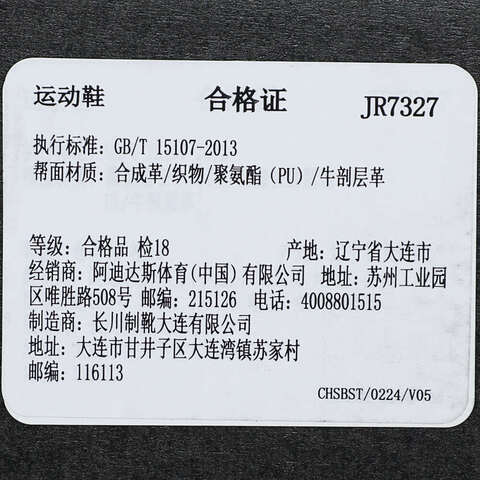 运动鞋 合格证 JR7327
执行标准：GB/T 15107-2013
帮面材质：合成革/织物/聚氨酯（PU）/牛剖层革
等级：合格品 检18 产地：辽宁省大连市
经销商：阿迪达斯体育(中国)有限公司 地址：苏州工业园
区唯胜路508号 邮编：215126 电话：4008801515
制造商：长川制靴大连有限公司
地址：大连市甘井子区大连湾镇苏家村
邮编：116113
CHSBST/0224/V05